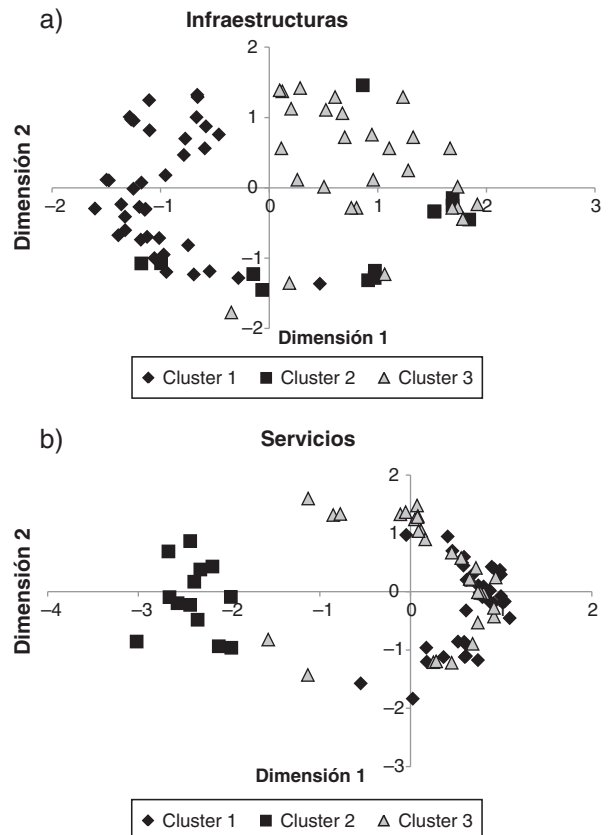 a)
Infraestructuras
2
1
0
–2
–1
0
1
2
3
–1
–2
Dimensión 2
Dimensión 1
Cluster 1 Cluster 2 Cluster 3
b)
Servicios
2
1
0
–4
–3
–2
–1
0
1
2
–1
–2
–3
Dimensión 2
Dimensión 1
Cluster 1 Cluster 2 Cluster 3